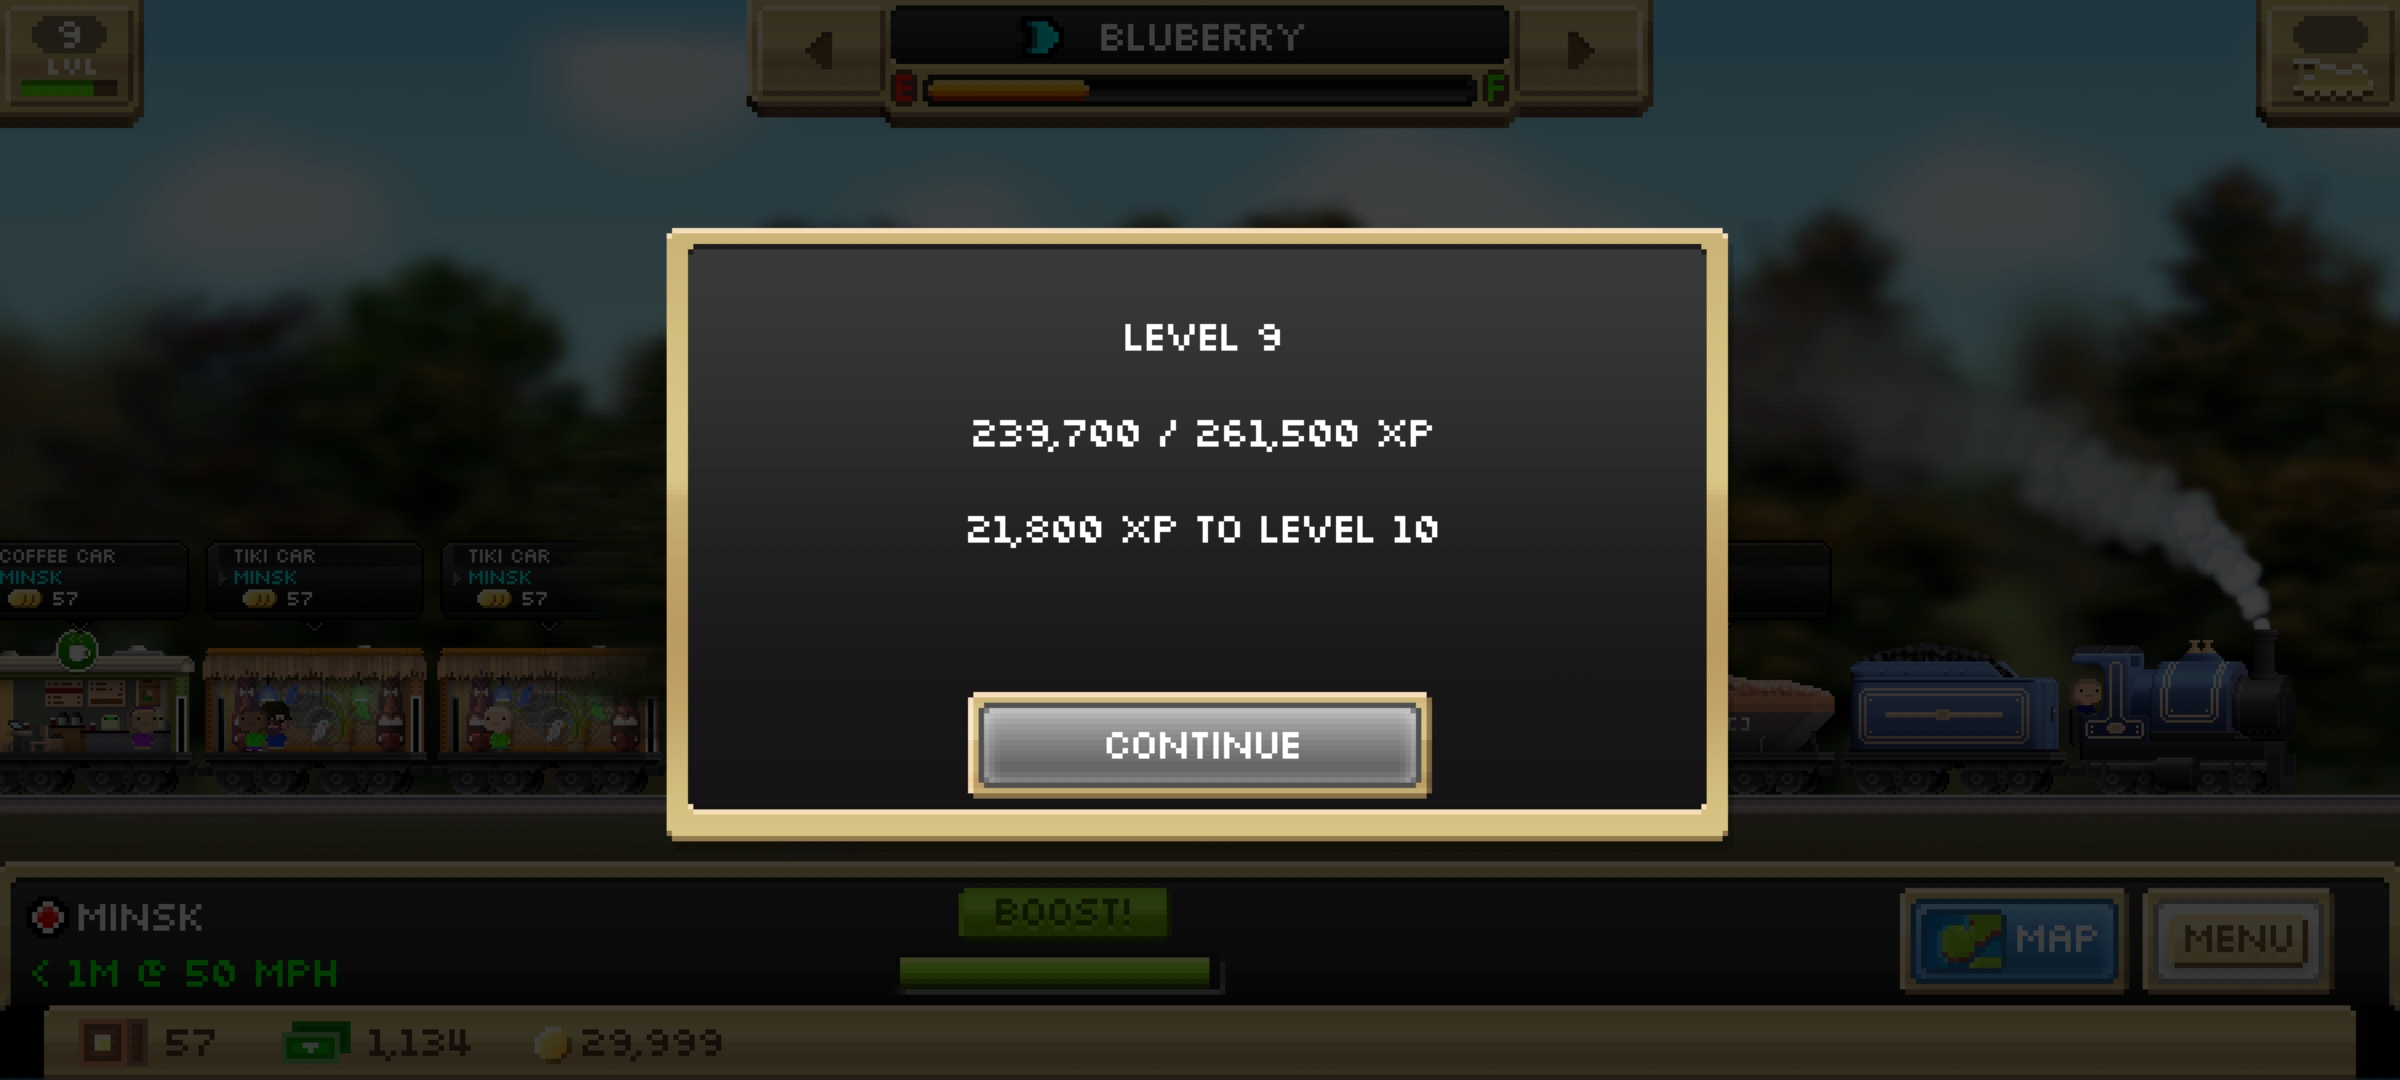 9
LVL
BLUBERRY
E F
LEVEL 9
239,700 / 261,500 XP
21,800 XP TO LEVEL 10
CONTINUE
COFFEE CAR
MINSK
57
TIKI CAR
MINSK
57
TIKI CAR
MINSK
57
MINSK
< 1M @ 50 MPH
BOOST!
MAP
MENU
57 1,134 29,999